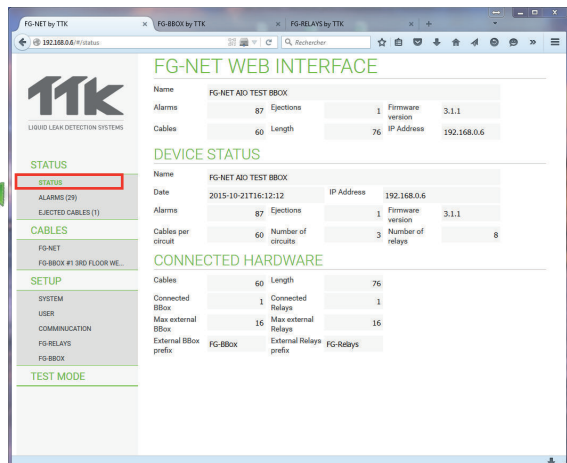 FG-NET by TTK × FG-BBOX by TTK × FG-RELAYS by TTK × +
192.168.0.6/#/status Rechercher
TTK
LIQUID LEAK DETECTION SYSTEMS
STATUS
STATUS
ALARMS (29)
EJECTED CABLES (1)
CABLES
FG-NET
FG-BBOX #1 3RD FLOOR WE...
SETUP
SYSTEM
USER
COMMINUCATION
FG-RELAYS
FG-BBOX
TEST MODE
FG-NET WEB INTERFACE
Name FG-NET AIO TEST BBOX
Alarms 87 Ejections 1 Firmware version 3.1.1
Cables 60 Length 76 IP Address 192.168.0.6
DEVICE STATUS
Name FG-NET AIO TEST BBOX
Date 2015-10-21T16:12:12 IP Address 192.168.0.6
Alarms 87 Ejections 1 Firmware version 3.1.1
Cables per circuit 60 Number of circuits 3 Number of relays 8
CONNECTED HARDWARE
Cables 60 Length 76
Connected BBox 1 Connected Relays 1
Max external BBox 16 Max external Relays 16
External BBox prefix FG-BBox External Relays prefix FG-Relays